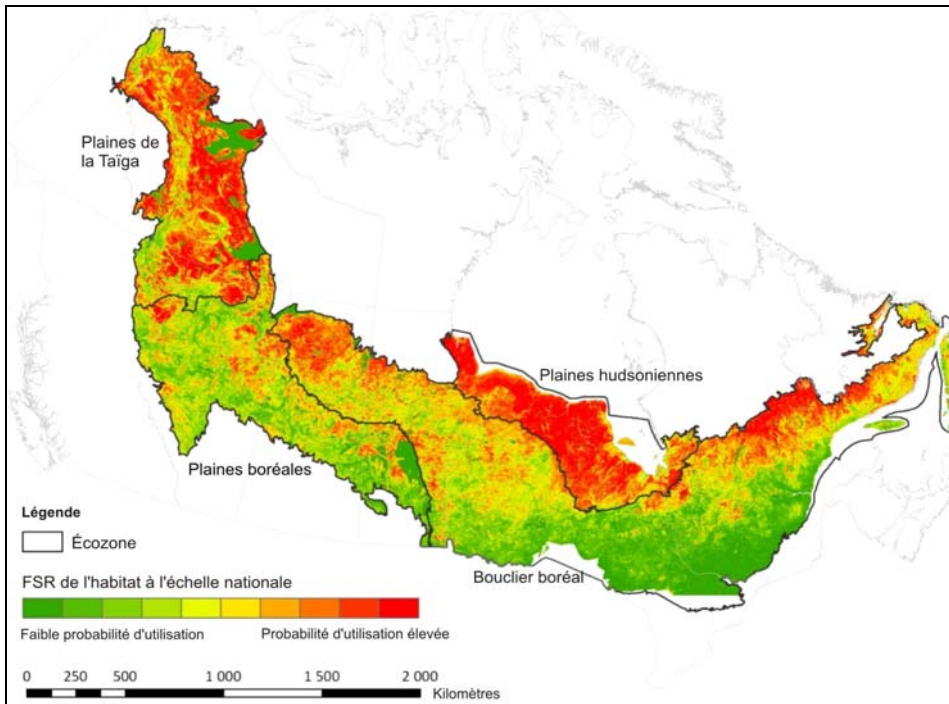 Plaines de
la Taïga
Plaines hudsoniennes
Plaines boréales
Bouclier boréal
Légende
Écozone
FSR de l'habitat à l'échelle nationale
Faible probabilité d'utilisation Probabilité d'utilisation élevée
0 250 500 1 000 1 500 2 000
Kilomètres